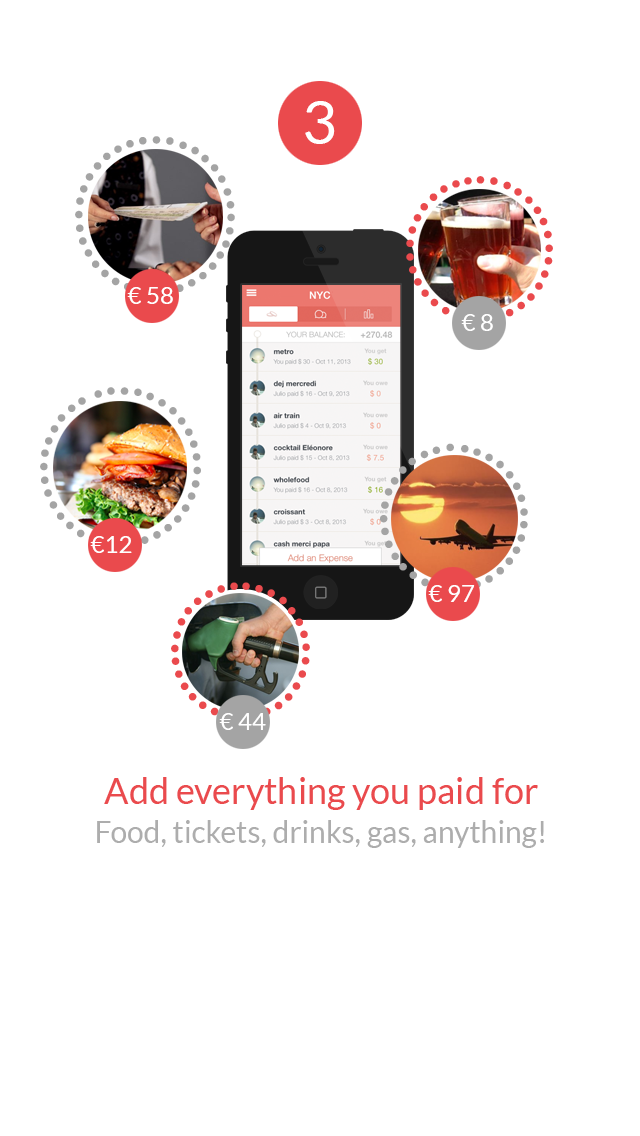 3
€ 58
€ 8
NYC
YOUR BALANCE: +270.48
metro You get
You paid $ 30 - Oct 11, 2013 $ 30
dej mercredi You owe
Julio paid $ 16 - Oct 9, 2013 $ 0
air train You owe
Julio paid $ 4 - Oct 9, 2013 $ 0
cocktail Eléonore You owe
Julio paid $ 15 - Oct 8, 2013 $ 7.5
wholefood You get
You paid $ 16 - Oct 6, 2013 $ 16
croissant You owe
Julio paid $ 3 - Oct 6, 2013 $ 0
cash merci papa You get
Add an Expense
€12
€ 97
€ 44
Add everything you paid for
Food, tickets, drinks, gas, anything!